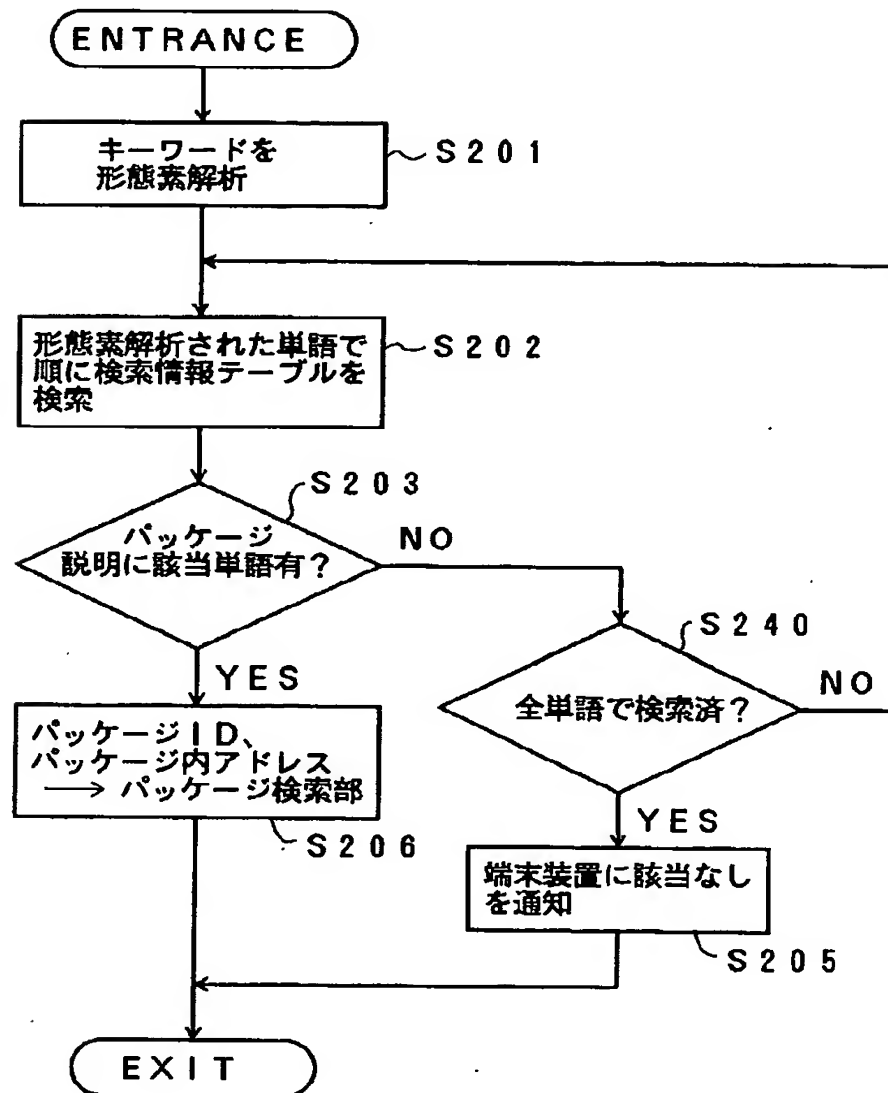 ENTRANCE
キーワードを
形態素解析
S201
形態素解析された単語で
順に検索情報テーブルを
検索
S202
S203
パッケージ
説明に該当単語有？
NO
YES
S240
全単語で検索済？
NO
YES
パッケージID、
パッケージ内アドレス
→ パッケージ検索部
S206
端末装置に該当なし
を通知
S205
EXIT